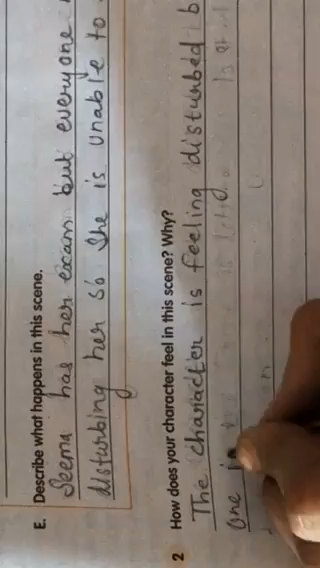 E. Describe what happens in this scene.
Seema has her exam but everyone
disturbing her so She is unable to
2 How does your character feel in this scene? Why?
The character is feeling disturbed b
One